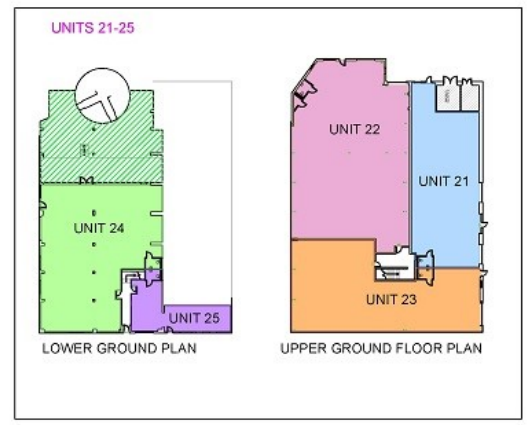 UNITS 21-25
UNIT 22
UNIT 21
UNIT 24
UNIT 23
UNIT 25
LOWER GROUND PLAN
UPPER GROUND FLOOR PLAN